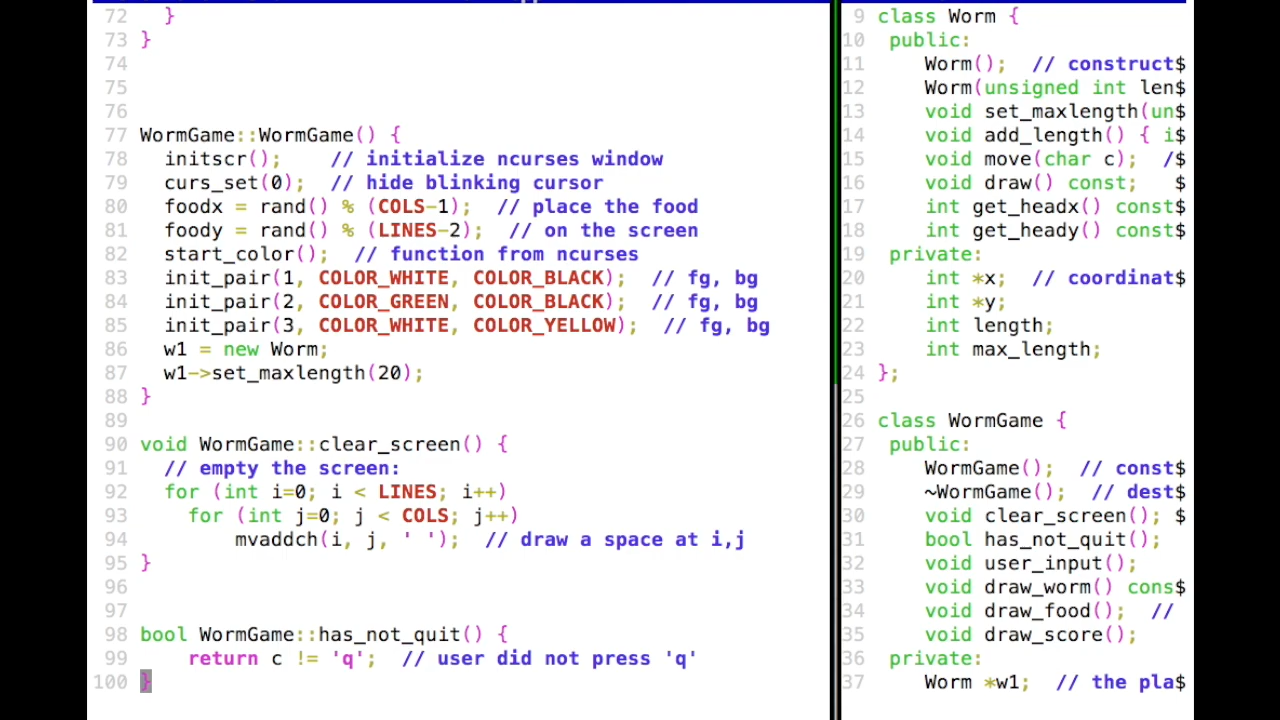 72 }
73 }
74
75
76
77 WormGame::WormGame() {
78 initscr(); // initialize ncurses window
79 curs_set(0); // hide blinking cursor
80 foodx = rand() % (COLS-1); // place the food
81 foody = rand() % (LINES-2); // on the screen
82 start_color(); // function from ncurses
83 init_pair(1, COLOR_WHITE, COLOR_BLACK); // fg, bg
84 init_pair(2, COLOR_GREEN, COLOR_BLACK); // fg, bg
85 init_pair(3, COLOR_WHITE, COLOR_YELLOW); // fg, bg
86 w1 = new Worm;
87 w1->set_maxlength(20);
88 }
89
90 void WormGame::clear_screen() {
91 // empty the screen:
92 for (int i=0; i < LINES; i++)
93 for (int j=0; j < COLS; j++)
94 mvaddch(i, j, ' '); // draw a space at i,j
95 }
96
97
98 bool WormGame::has_not_quit() {
99 return c != 'q'; // user did not press 'q'
100 }
9 class Worm {
10 public:
11 Worm(); // construct$
12 Worm(unsigned int len$
13 void set_maxlength(un$
14 void add_length() { i$
15 void move(char c); /$
16 void draw() const; $
17 int get_headx() const$
18 int get_heady() const$
19 private:
20 int *x; // coordinat$
21 int *y;
22 int length;
23 int max_length;
24 };
25
26 class WormGame {
27 public:
28 WormGame(); // const$
29 ~WormGame(); // dest$
30 void clear_screen(); $
31 bool has_not_quit();
32 void user_input();
33 void draw_worm() cons$
34 void draw_food(); //
35 void draw_score();
36 private:
37 Worm *w1; // the pla$